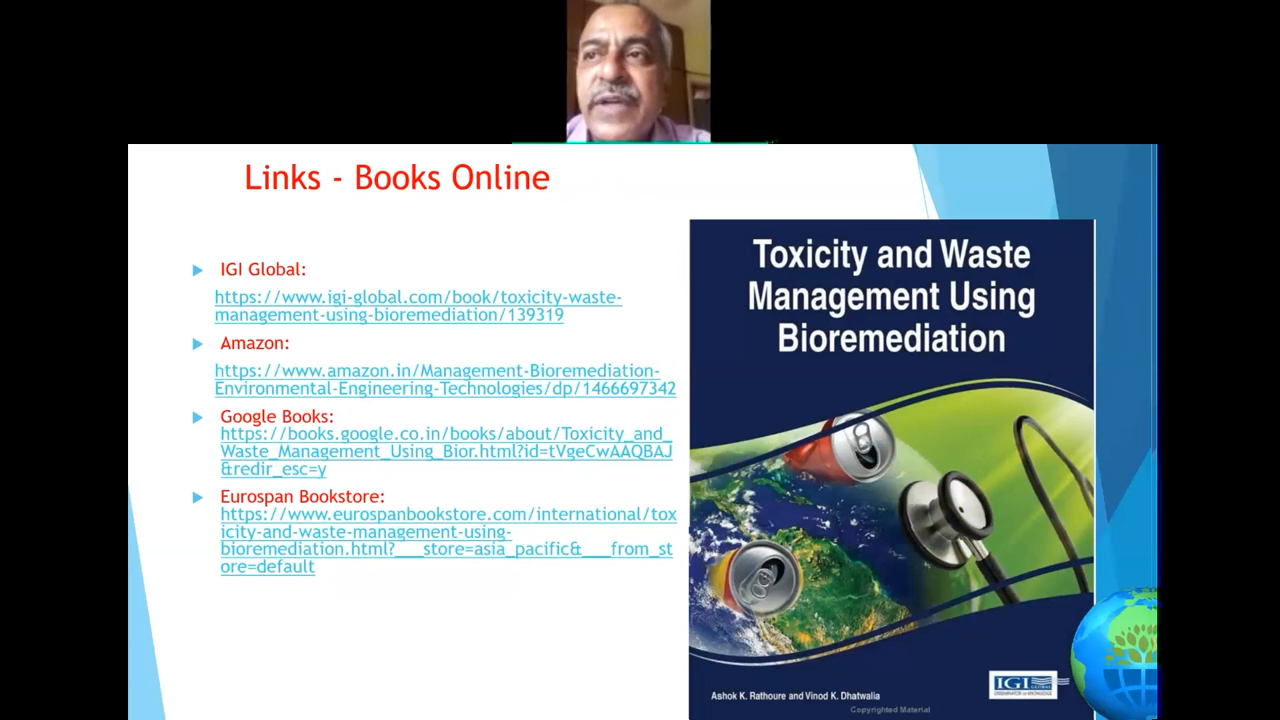 Links - Books Online
IGI Global:
https://www.igi-global.com/book/toxicity-waste-
management-using-bioremediation/139319
Amazon:
https://www.amazon.in/Management-Bioremediation-
Environmental-Engineering-Technologies/dp/1466697342
Google Books:
https://books.google.co.in/books/about/Toxicity_and_
Waste_Management_Using_Bior.html?id=tVgeCwAAQBAJ
&redir_esc=y
Eurospan Bookstore:
https://www.eurospanbookstore.com/international/tox
icity-and-waste-management-using-
bioremediation.html?___store=asia_pacific&___from_st
ore=default
Toxicity and Waste
Management Using
Bioremediation
Ashok K. Rathoure and Vinod K. Dhatwalia
IGI
GLOBAL
Copyrighted Material